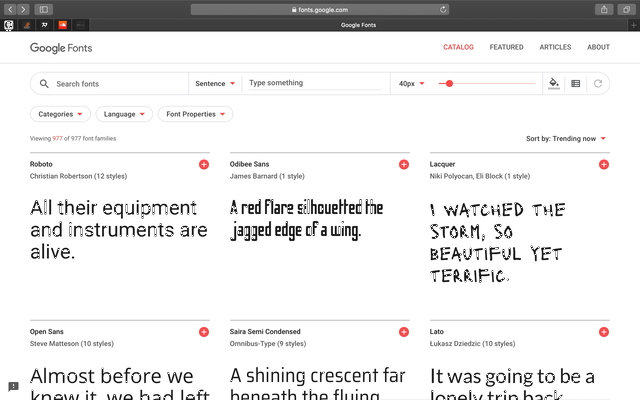 fonts.google.com
Google Fonts
Google Fonts
CATALOG FEATURED ARTICLES ABOUT
Search fonts Sentence Type something 40px
Categories Language Font Properties
Viewing 977 of 977 font families Sort by: Trending now
Roboto
Christian Robertson (12 styles)
All their equipment
and instruments are
alive.
Odibee Sans
James Barnard (1 style)
A red flare silhouetted the
jagged edge of a wing.
Lacquer
Niki Polyocan, Eli Block (1 style)
I WATCHED THE
STORM, SO
BEAUTIFUL YET
TERRIFIC.
Open Sans
Steve Matteson (10 styles)
Almost before we
knew it, we had left
Saira Semi Condensed
Omnibus-Type (9 styles)
A shining crescent far
beneath the flying
Lato
Łukasz Dziedzic (10 styles)
It was going to be a
lonely trip back.